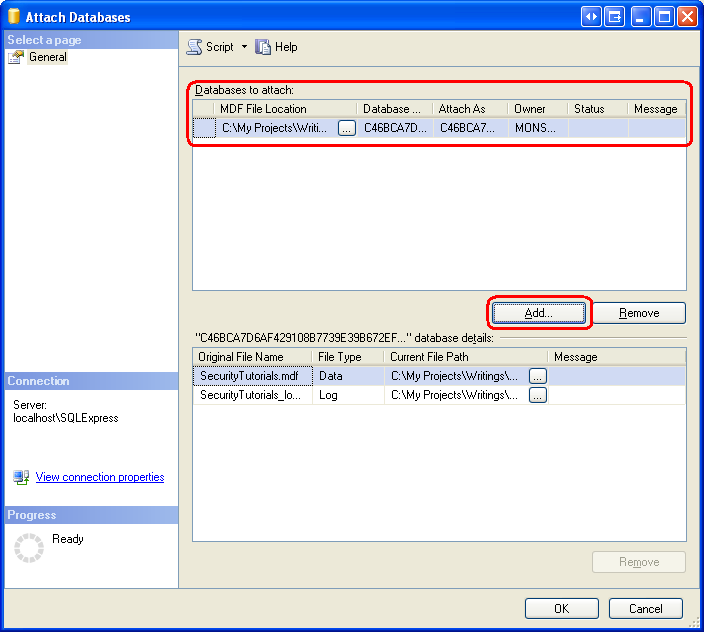 Attach Databases
Select a page
General
Script Help
Databases to attach:
MDF File Location Database ... Attach As Owner Status Message
C:\My Projects\Writi... ... C46BCA7D... C46BCA7... MONS...
Add... Remove
"C46BCA7D6AF429108B7739E39B672EF..." database details:
Original File Name File Type Current File Path Message
SecurityTutorials.mdf Data C:\My Projects\Writings\... ...
SecurityTutorials_lo... Log C:\My Projects\Writings\... ...
Connection
Server:
localhost\SQLExpress
View connection properties
Progress
Ready
Remove
OK Cancel